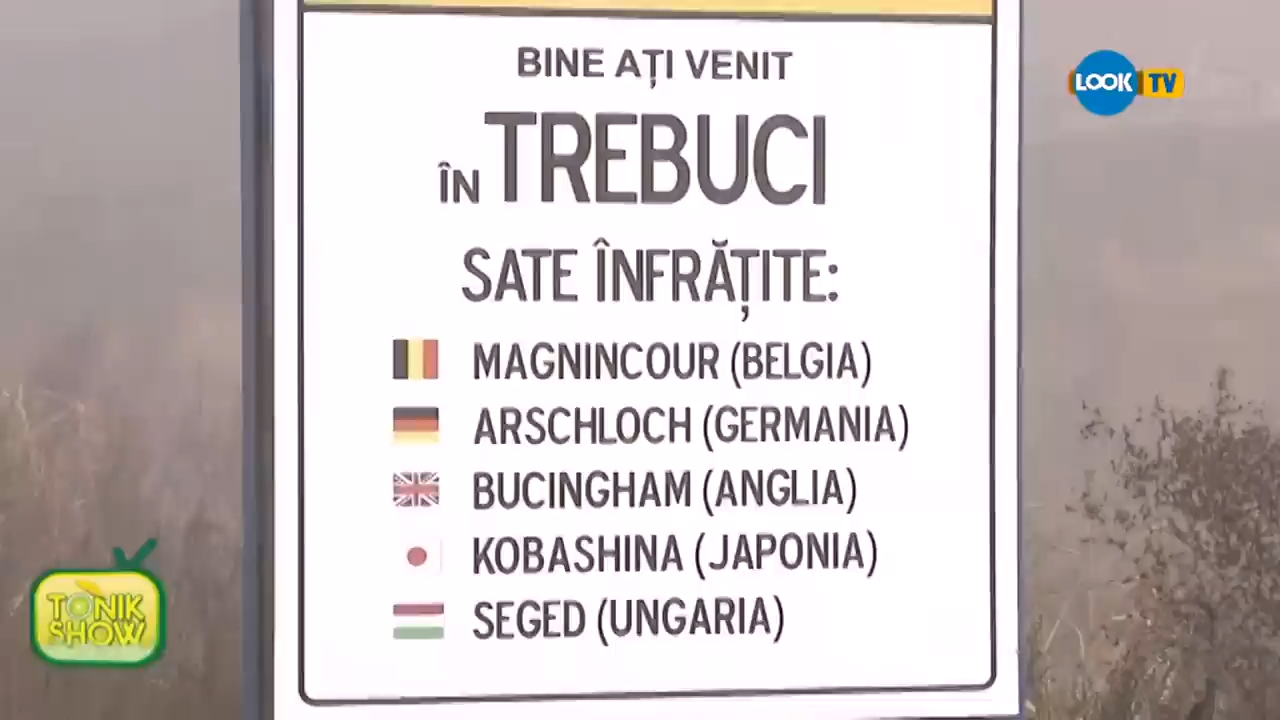 BINE AȚI VENIT
ÎN TREBUCI
SATE ÎNFRĂȚITE:
MAGNINCOUR (BELGIA)
ARSCHLOCH (GERMANIA)
BUCINGHAM (ANGLIA)
KOBASHINA (JAPONIA)
SEGED (UNGARIA)
LOOK TV
TONIK
SHOW